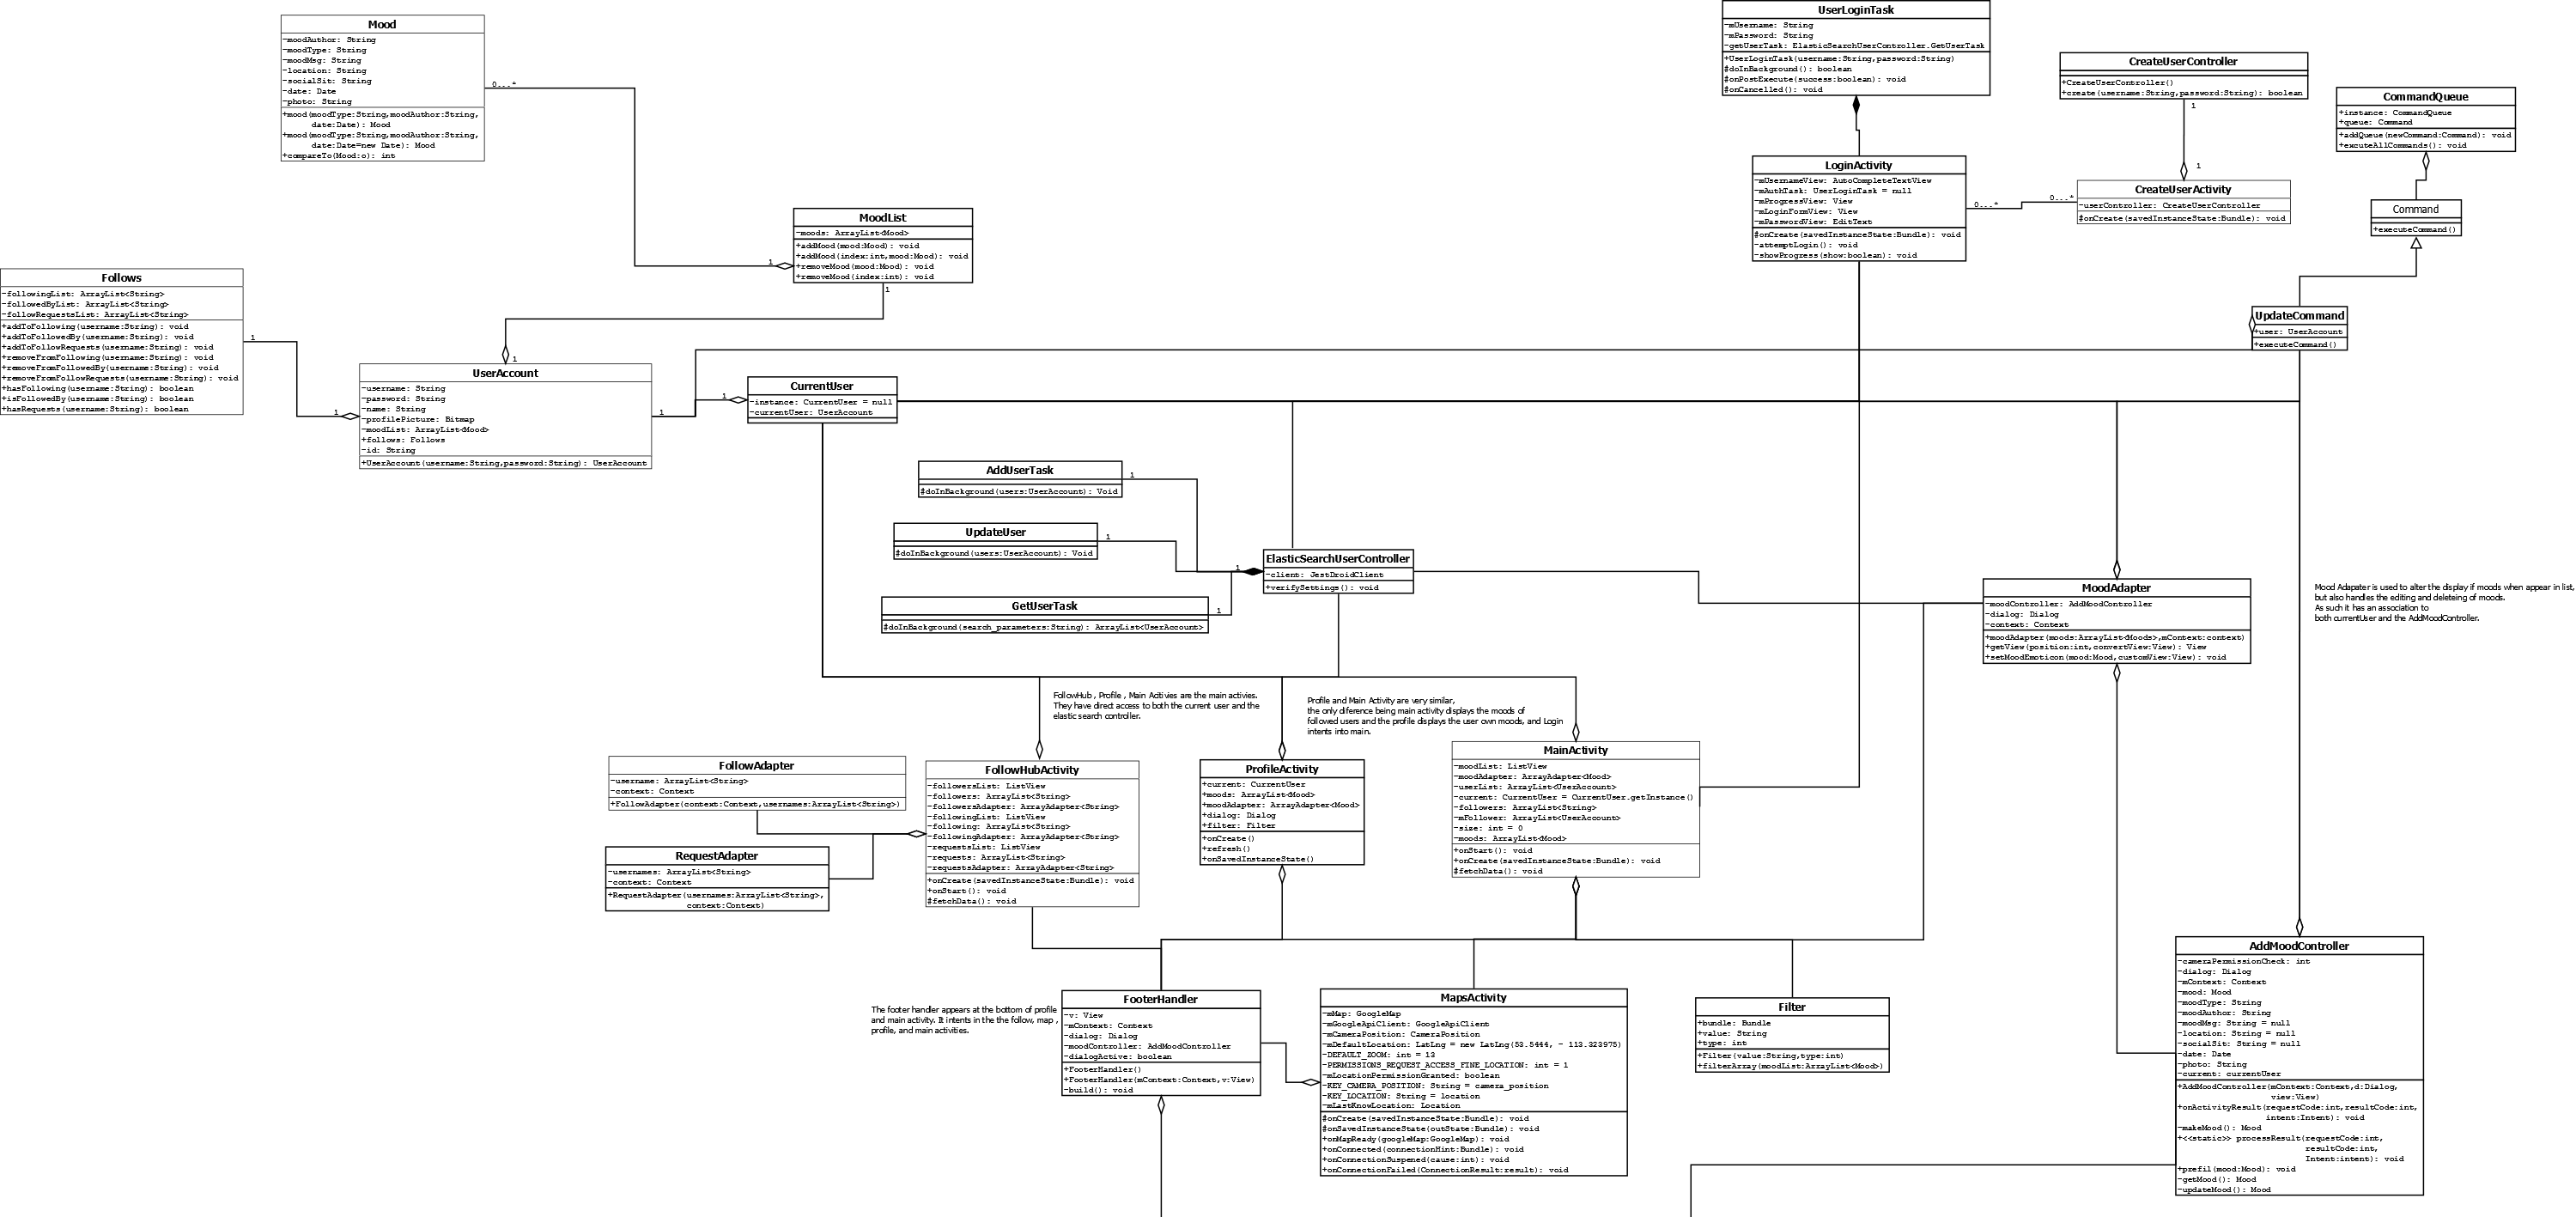 Mood
-moodAuthor: String
-moodType: String
-moodMsg: String
-location: String
-socialSit: String
-date: Date
-photo: String
+mood(moodType:String,moodAuthor:String,
date:Date): Mood
+mood(moodType:String,moodAuthor:String,
date:Date=new Date): Mood
+compareTo(Mood:o): int
0...*
MoodList
-moods: ArrayList<Mood>
+addMood(mood:Mood): void
+addMood(index:int,mood:Mood): void
+removeMood(mood:Mood): void
+removeMood(index:int): void
1
1
Follows
-followingList: ArrayList<String>
-followedByList: ArrayList<String>
-followRequestsList: ArrayList<String>
+addToFollowing(username:String): void
+addToFollowedBy(username:String): void
+addToFollowRequests(username:String): void
+removeFromFollowing(username:String): void
+removeFromFollowedBy(username:String): void
+removeFromFollowRequests(username:String): void
+hasFollowing(username:String): boolean
+isFollowedBy(username:String): boolean
+hasRequests(username:String): boolean
1
1
1
UserAccount
-username: String
-password: String
-name: String
-profilePicture: Bitmap
-moodList: ArrayList<Mood>
+follows: Follows
-id: String
+UserAccount(username:String,password:String): UserAccount
1
1
CurrentUser
-instance: CurrentUser = null
-currentUser: UserAccount
UserLoginTask
-mUsername: String
-mPassword: String
-getUserTask: ElasticSearchUserController.GetUserTask
+UserLoginTask(username:String,password:String)
#doInBackground(): boolean
#onPostExecute(success:boolean): void
#onCancelled(): void
LoginActivity
-mUsernameView: AutoCompleteTextView
-mAuthTask: UserLoginTask = null
-mProgressView: View
-mLoginFormView: View
-mPasswordView: EditText
#onCreate(savedInstanceState:Bundle): void
-attemptLogin(): void
-showProgress(show:boolean): void
0...*
0...*
CreateUserController
+CreateUserController()
+create(username:String,password:String): boolean
1
1
CreateUserActivity
-userController: CreateUserController
#onCreate(savedInstanceState:Bundle): void
CommandQueue
+instance: CommandQueue
+queue: Command
+addQueue(newCommand:Command): void
+excuteAllCommands(): void
Command
+executeCommand()
UpdateCommand
+user: UserAccount
+executeCommand()
AddUserTask
#doInBackground(users:UserAccount): Void
1
UpdateUser
#doInBackground(users:UserAccount): Void
1
GetUserTask
#doInBackground(search_parameters:String): ArrayList<UserAccount>
1
1
ElasticSearchUserController
-client: JestDroidClient
+verifySettings(): void
MoodAdapter
-moodController: AddMoodController
-dialog: Dialog
-context: Context
+moodAdapter(moods:ArrayList<Moods>,mContext:context)
+getView(position:int,convertView:View): View
+setMoodEmoticon(mood:Mood,customView:View): void
Mood Adapater is used to alter the display if moods when appear in list,
but also handles the editing and deleteing of moods.
As such it has an association to
both currentUser and the AddMoodController.
FollowHub , Profile , Main Activies are the main activies.
They have direct access to both the current user and the
elastic search controller.
Profile and Main Activity are very similar,
the only diference being main activity displays the moods of
followed users and the profile displays the user own moods, and Login
intents into main.
FollowAdapter
-username: ArrayList<String>
-context: Context
+FollowAdapter(context:Context,usernames:ArrayList<String>)
RequestAdapter
-usernames: ArrayList<String>
-context: Context
+RequestAdapter(usernames:ArrayList<String>,
context:Context)
FollowHubActivity
-followersList: ListView
-followers: ArrayList<String>
-followersAdapter: ArrayAdapter<String>
-followingList: ListView
-following: ArrayList<String>
-followingAdapter: ArrayAdapter<String>
-requestsList: ListView
-requests: ArrayList<String>
-requestsAdapter: ArrayAdapter<String>
+onCreate(savedInstanceState:Bundle): void
+onStart(): void
#fetchData(): void
ProfileActivity
+current: CurrentUser
+moods: ArrayList<Mood>
+moodAdapter: ArrayAdapter<Mood>
+dialog: Dialog
+filter: Filter
+onCreate()
+refresh()
+onSavedInstanceState()
MainActivity
-moodList: ListView
-moodAdapter: ArrayAdapter<Mood>
-userList: ArrayList<UserAccount>
-current: CurrentUser = CurrentUser.getInstance()
-followers: ArrayList<String>
-mFollower: ArrayList<UserAccount>
-size: int = 0
-moods: ArrayList<Mood>
+onStart(): void
+onCreate(savedInstanceState:Bundle): void
#fetchData(): void
The footer handler appears at the bottom of profile
and main activity. It intents in the the follow, map ,
profile, and main activities.
FooterHandler
-v: View
-mContext: Context
-dialog: Dialog
-moodController: AddMoodController
-dialogActive: boolean
+FooterHandler()
+FooterHandler(mContext:Context,v:View)
-build(): void
MapsActivity
-mMap: GoogleMap
-mGoogleApiClient: GoogleApiClient
-mCameraPosition: CameraPosition
-mDefaultLocation: LatLng = new LatLng(53.5444, - 113.323975)
-DEFAULT_ZOOM: int = 13
-PERMISSIONS_REQUEST_ACCESS_FINE_LOCATION: int = 1
-mLocationPermissionGranted: boolean
-KEY_CAMERA_POSITION: String = camera_position
-KEY_LOCATION: String = location
-mLastKnowLocation: Location
#onCreate(savedInstanceState:Bundle): void
#onSavedInstanceState(outState:Bundle): void
+onMapReady(googleMap:GoogleMap): void
+onConnected(connectionHint:Bundle): void
+onConnectionSuspened(cause:int): void
+onConnectionFailed(ConnectionResult:result): void
Filter
+bundle: Bundle
+value: String
+type: int
+Filter(value:String,type:int)
+filterArray(moodList:ArrayList<Mood>)
AddMoodController
-cameraPermissionCheck: int
-dialog: Dialog
-mContext: Context
-mood: Mood
-moodType: String
-moodAuthor: String
-moodMsg: String = null
-location: String = null
-socialSit: String = null
-date: Date
-photo: String
-current: currentUser
+AddMoodController(mContext:Context,d:Dialog,
view:View)
+onActivityResult(requestCode:int,resultCode:int,
intent:Intent): void
-makeMood(): Mood
+<<static>> processResult(requestCode:int,
resultCode:int,
Intent:intent): void
+prefil(mood:Mood): void
-getMood(): Mood
-updateMood(): Mood